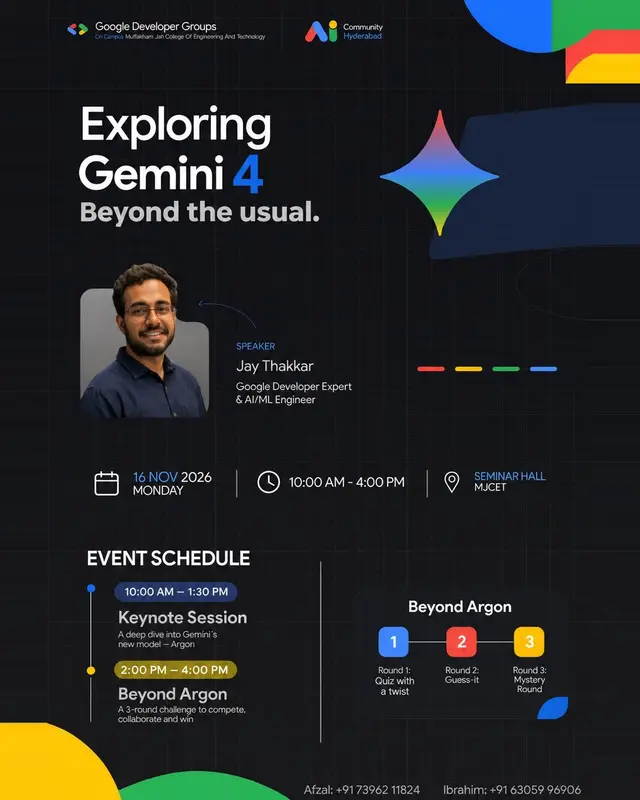 Google Developer Groups
On Campus Muffakham Jah College Of Engineering And Technology
Ai Community
Hyderabad
Exploring
Gemini 4
Beyond the usual.
SPEAKER
Jay Thakkar
Google Developer Expert
& AI/ML Engineer
16 NOV 2026
MONDAY
10:00 AM - 4:00 PM
SEMINAR HALL
MJCET
EVENT SCHEDULE
10:00 AM – 1:30 PM
Keynote Session
A deep dive into Gemini's
new model – Argon
2:00 PM – 4:00 PM
Beyond Argon
A 3-round challenge to compete,
collaborate and win
Beyond Argon
1 2 3
Round 1:
Quiz with
a twist
Round 2:
Guess-it
Round 3:
Mystery
Round
Afzal: +91 73962 11824 Ibrahim: +91 63059 96906